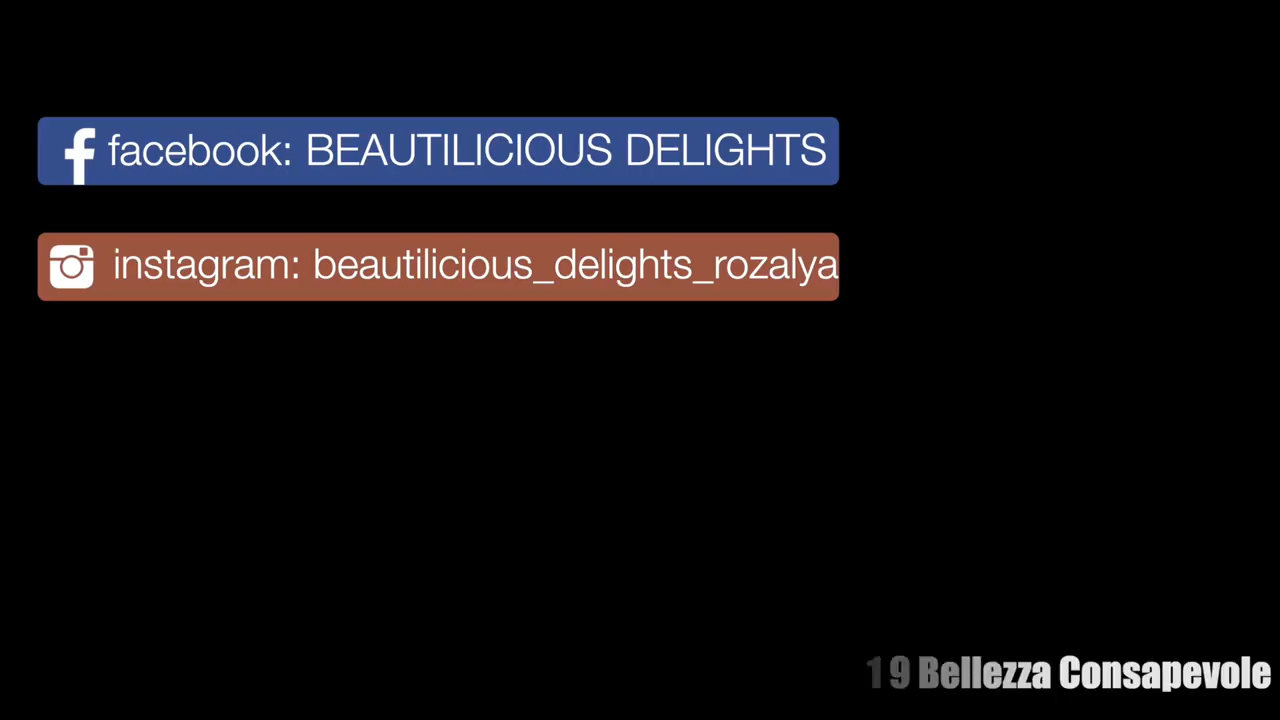 facebook: BEAUTILICIOUS DELIGHTS
instagram: beautilicious_delights_rozalya
19 Bellezza Consapevole